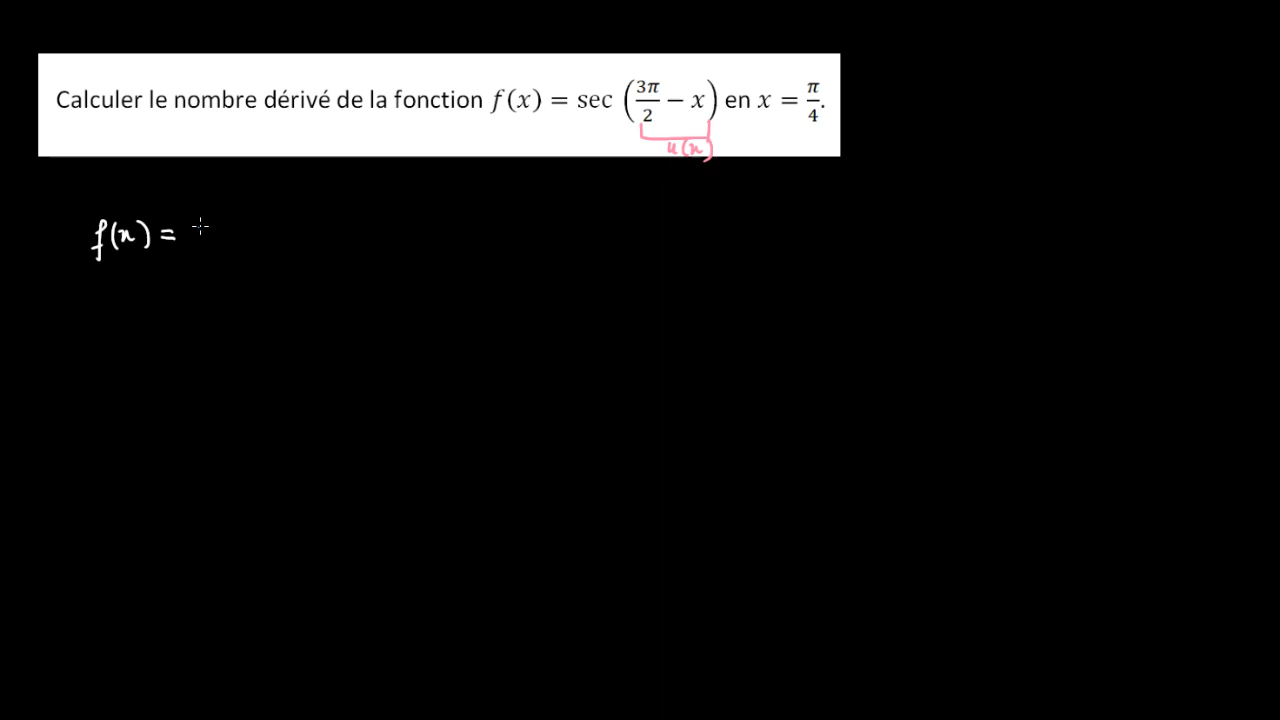 Calculer le nombre dérivé de la fonction f(x) = sec (3π/2 − x) en x = π/4.
u(x)
f(x) =